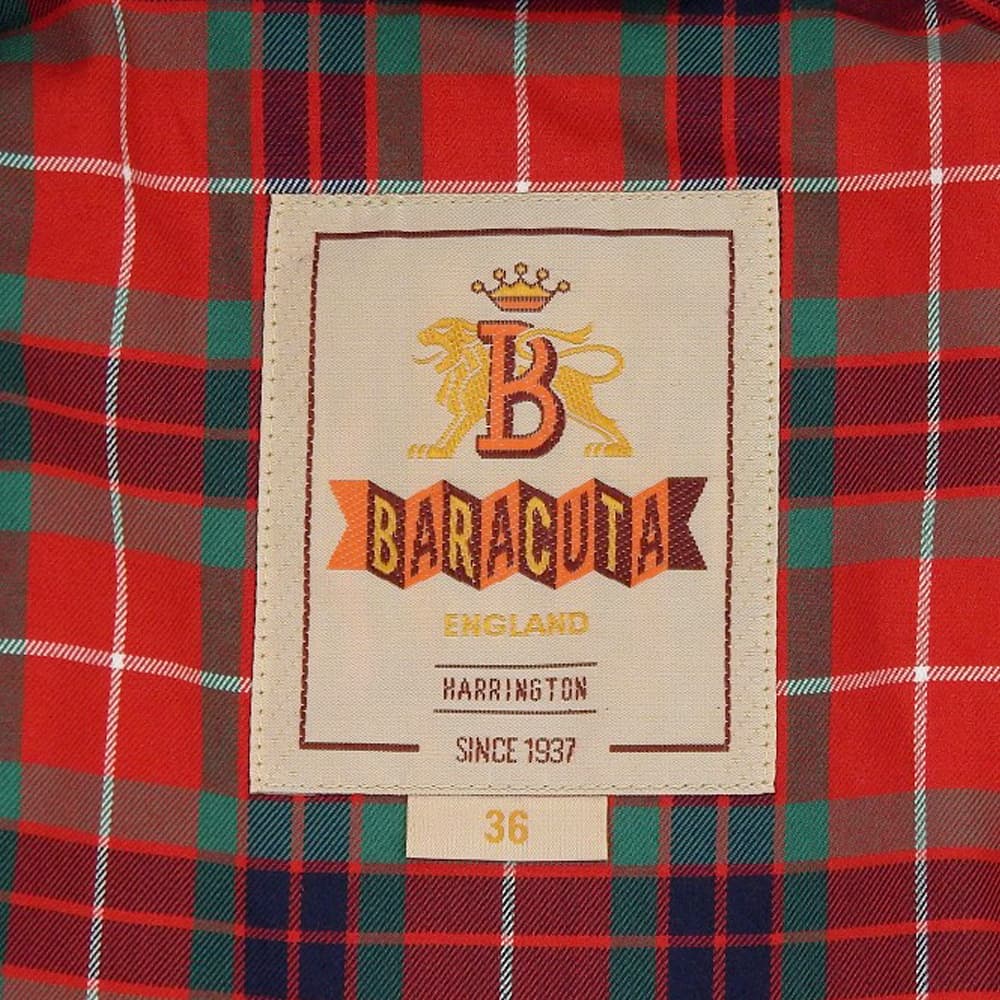 B
BARACUTA
ENGLAND
HARRINGTON
SINCE 1937
36